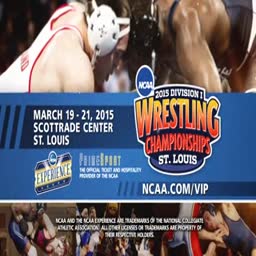 MARCH 19 - 21, 2015
SCOTTRADE CENTER
ST. LOUIS
NCAA
EXPERIENCE
PRIMESPORT
THE OFFICIAL TICKET AND HOSPITALITY
PROVIDER OF THE NCAA
NCAA
2015 DIVISION I
WRESTLING
CHAMPIONSHIPS
ST. LOUIS
NCAA.COM/VIP
NCAA AND THE NCAA EXPERIENCE ARE TRADEMARKS OF THE NATIONAL COLLEGIATE
ATHLETIC ASSOCIATION. ALL OTHER LICENSES OR TRADEMARKS ARE PROPERTY OF
THEIR RESPECTIVE HOLDERS.